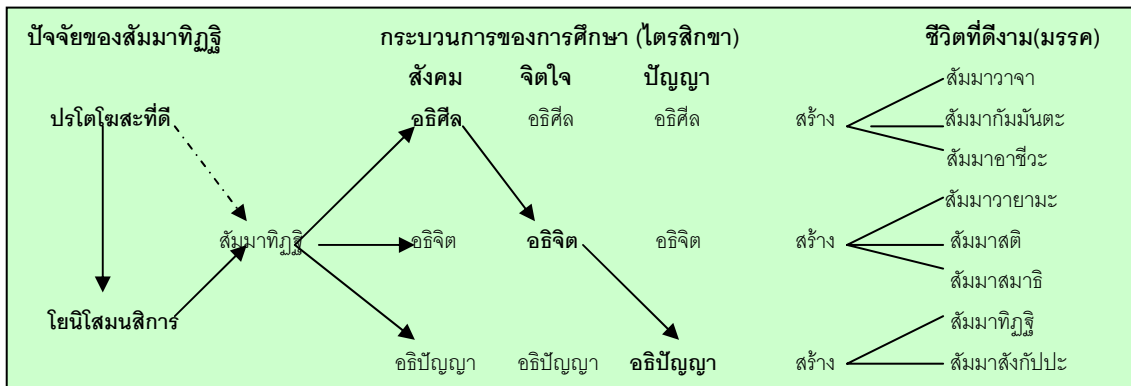 ปัจจัยของสัมมาทิฏฐิ กระบวนการของการศึกษา (ไตรสิกขา) ชีวิตที่ดีงาม(มรรค)
สังคม จิตใจ ปัญญา
สัมมาวาจา
ปรโตโฆสะที่ดี อธิศีล อธิศีล อธิศีล สร้าง สัมมากัมมันตะ
สัมมาอาชีวะ
สัมมาวายามะ
สัมมาทิฏฐิ อธิจิต อธิจิต อธิจิต สร้าง สัมมาสติ
สัมมาสมาธิ
โยนิโสมนสิการ สัมมาทิฏฐิ
อธิปัญญา อธิปัญญา อธิปัญญา สร้าง สัมมาสังกัปปะ